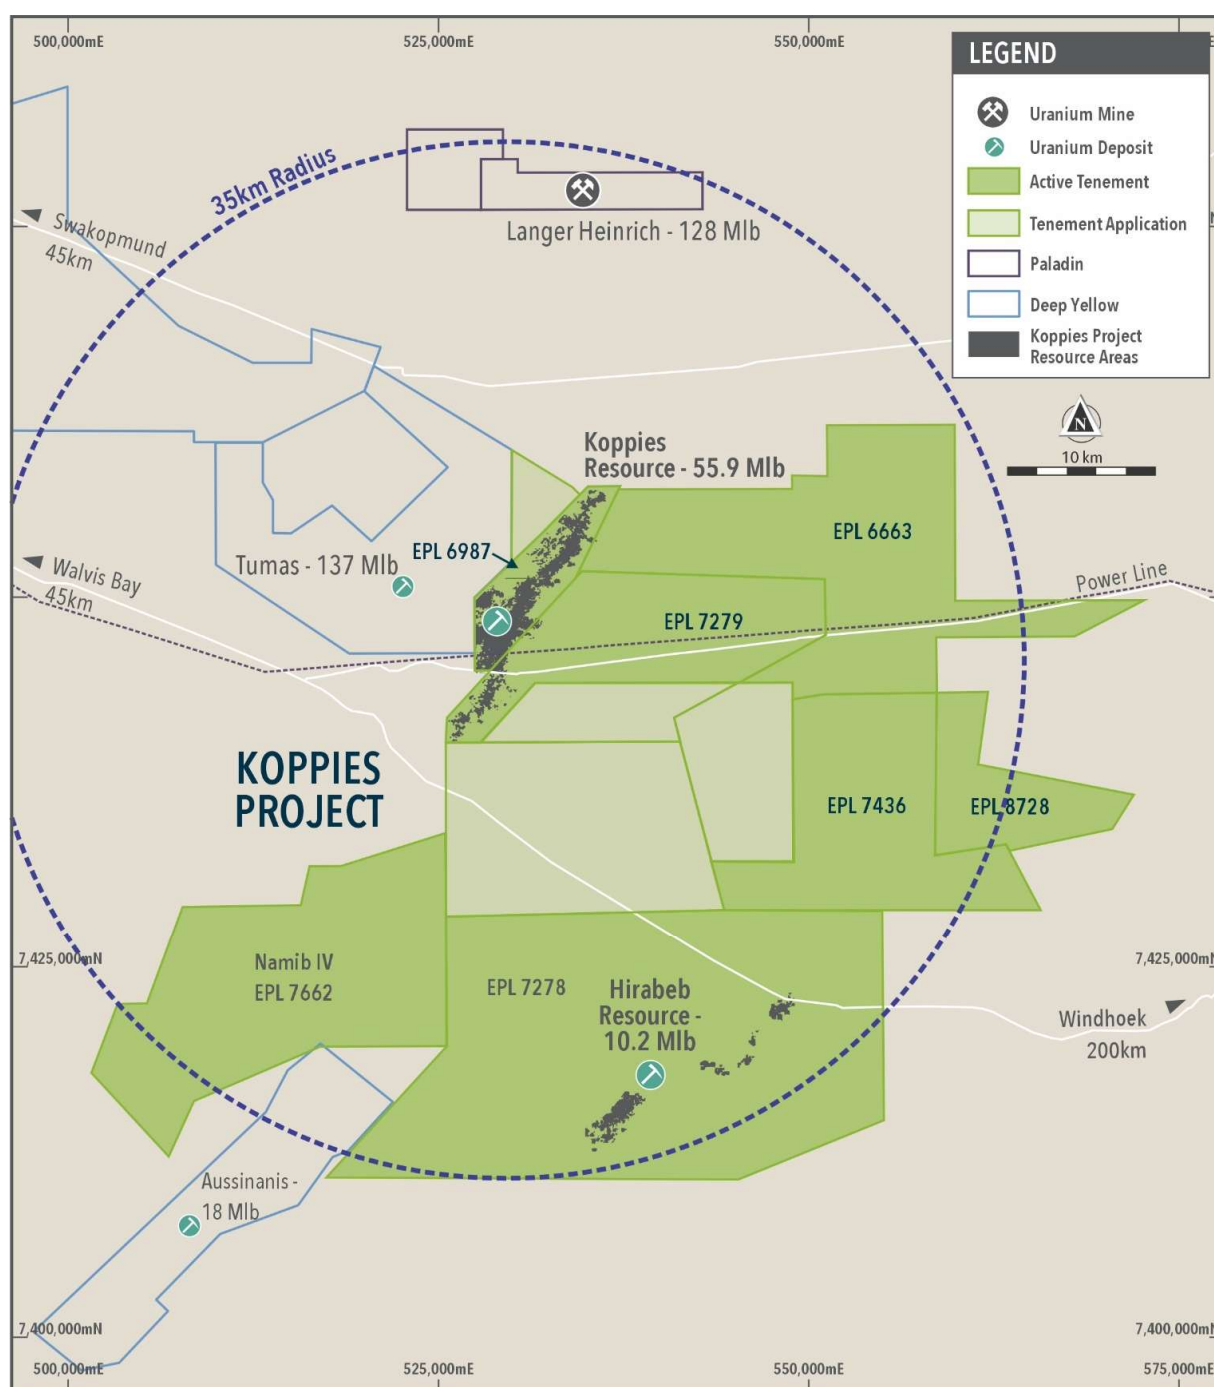 500,000mE
525,000mE
550,000mE
LEGEND
Uranium Mine
Uranium Deposit
Active Tenement
Tenement Application
Paladin
Deep Yellow
Koppies Project
Resource Areas
35km Radius
Swakopmund
45km
Langer Heinrich - 128 Mlb
N
10 km
Koppies
Resource - 55.9 Mlb
EPL 6663
EPL 6987
Tumas - 137 Mlb
Walvis Bay
45km
Power Line
EPL 7279
KOPPIES
PROJECT
EPL 7436
EPL 8728
7,425,000mN
7,425,000mN
Namib IV
EPL 7662
EPL 7278
Hirabeb
Resource -
10.2 Mlb
Windhoek
200km
Aussinanis -
18 Mlb
7,400,000mN
7,400,000mN
500,000mE
525,000mE
550,000mE
575,000mE